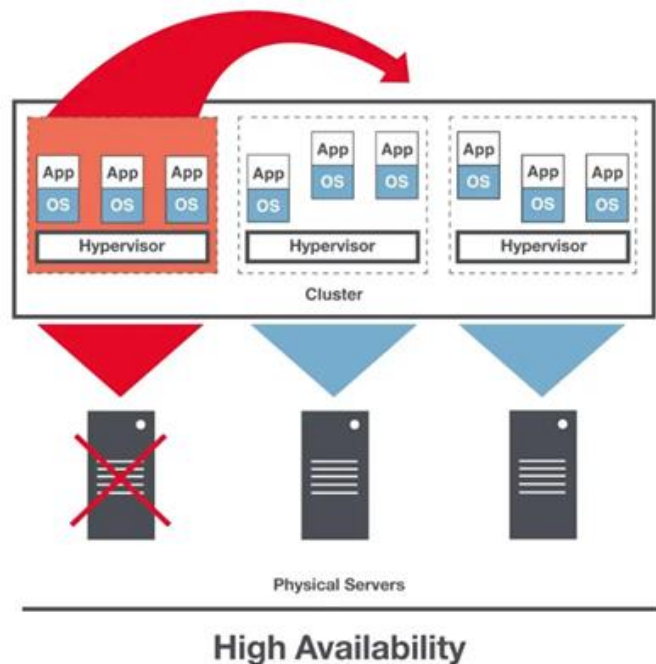 App App App App App App App App App
OS OS OS OS OS OS OS OS OS
Hypervisor Hypervisor Hypervisor
Cluster
Physical Servers
High Availability